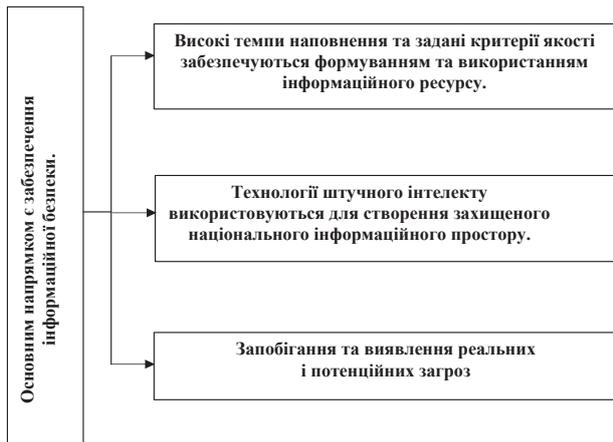 Основним напрямком є забезпечення
інформаційної безпеки.
Високі темпи наповнення та задані критерії якості
забезпечуються формуванням та використанням
інформаційного ресурсу.
Технології штучного інтелекту
використовуються для створення захищеного
національного інформаційного простору.
Запобігання та виявлення реальних
і потенційних загроз